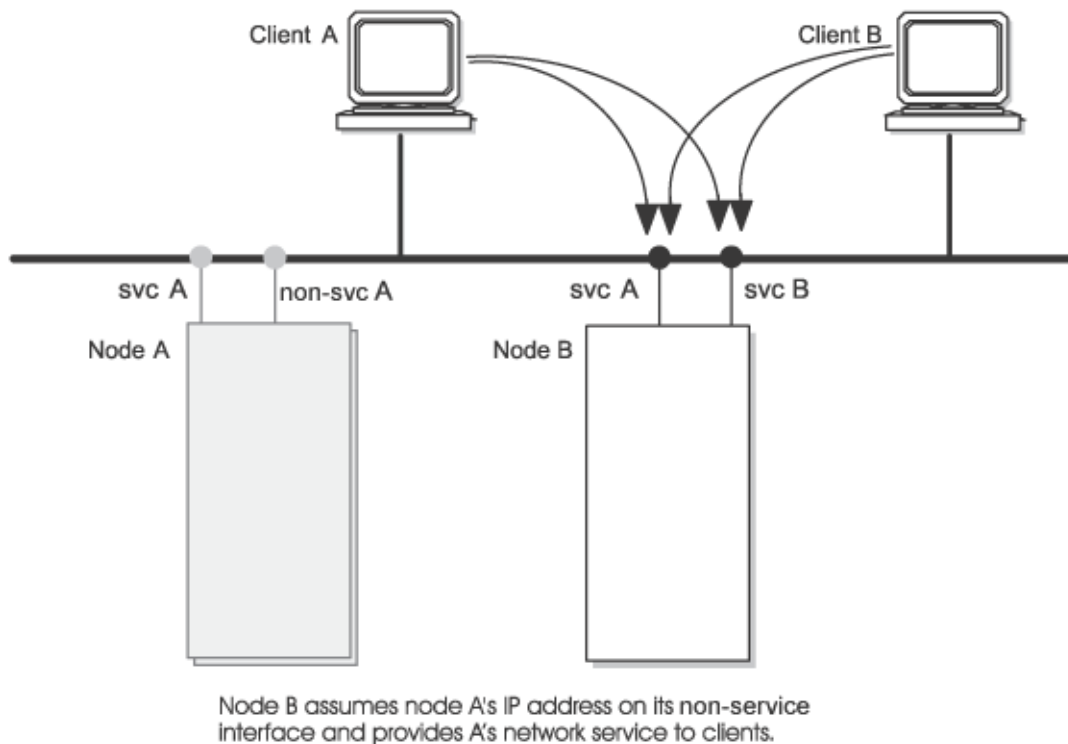 Client A
Client B
svc A
non-svc A
svc A
svc B
Node A
Node B
Node B assumes node A's IP address on its non-service
interface and provides A's network service to clients.